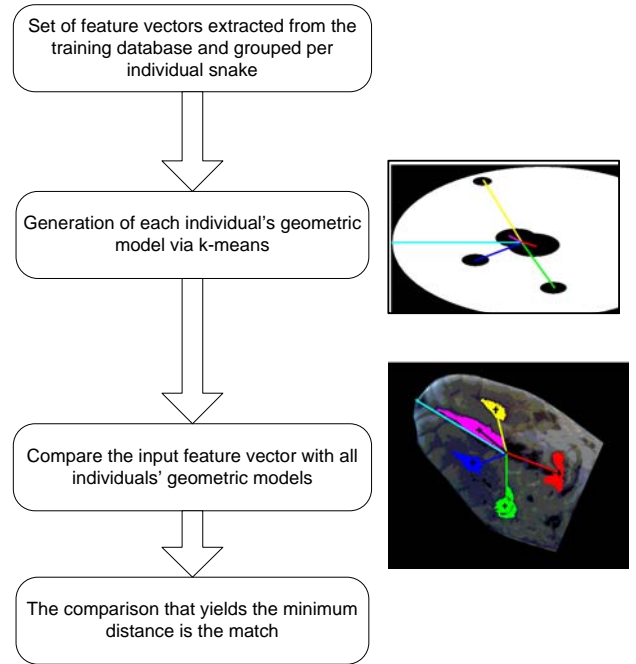 Set of feature vectors extracted from the
training database and grouped per
individual snake
Generation of each individual's geometric
model via k-means
Compare the input feature vector with all
individuals' geometric models
The comparison that yields the minimum
distance is the match